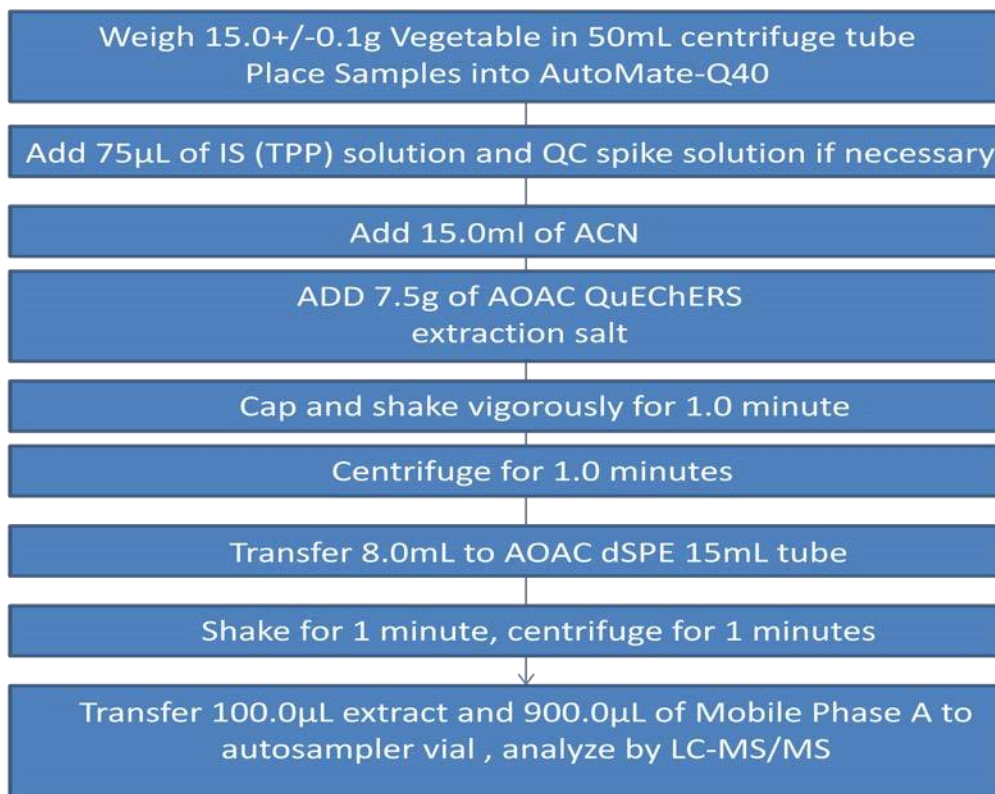 Weigh 15.0+/-0.1g Vegetable in 50mL centrifuge tube
Place Samples into AutoMate-Q40
Add 75µL of IS (TPP) solution and QC spike solution if necessary
Add 15.0ml of ACN
ADD 7.5g of AOAC QuEChERS
extraction salt
Cap and shake vigorously for 1.0 minute
Centrifuge for 1.0 minutes
Transfer 8.0mL to AOAC dSPE 15mL tube
Shake for 1 minute, centrifuge for 1 minutes
Transfer 100.0µL extract and 900.0µL of Mobile Phase A to
autosampler vial , analyze by LC-MS/MS